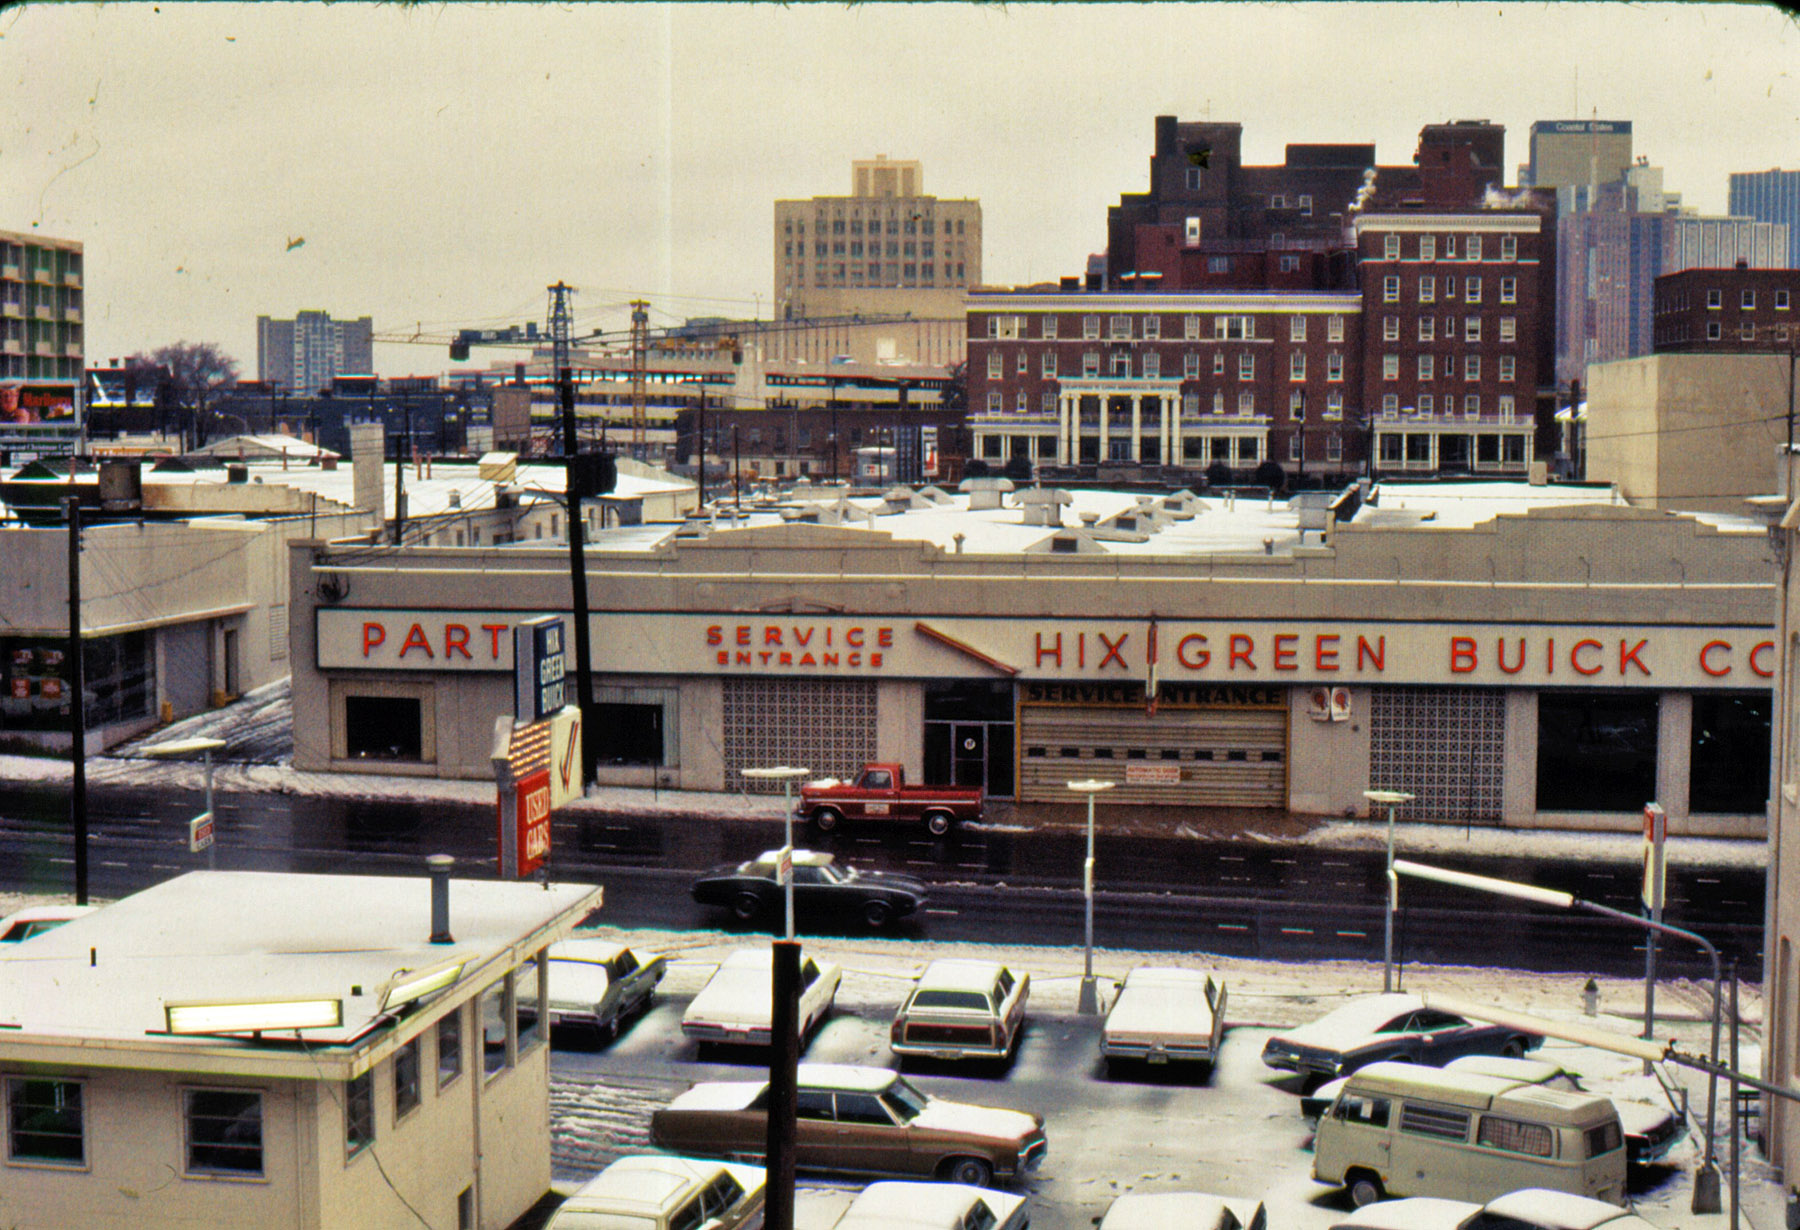 Coastal States
Marlboro
PART
SERVICE
ENTRANCE
HIX GREEN BUICK CO
SERVICE ENTRANCE
HIX
GREEN
BUICK
USED
CARS